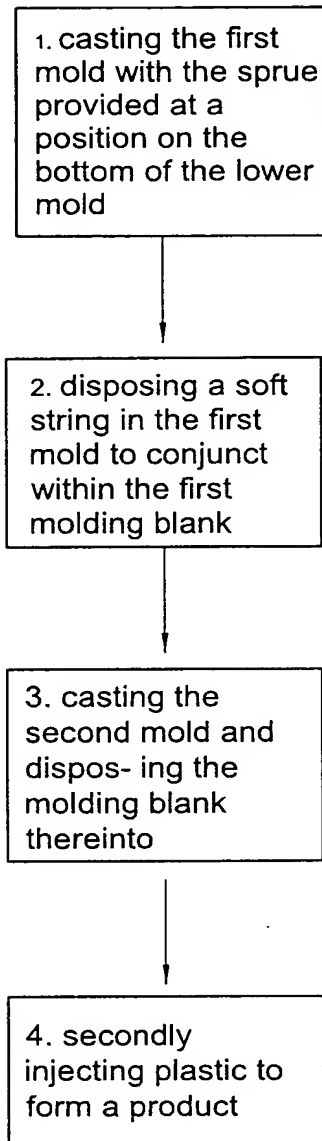 1. casting the first
mold with the sprue
provided at a
position on the
bottom of the lower
mold
2. disposing a soft
string in the first
mold to conjunct
within the first
molding blank
3. casting the
second mold and
dispos- ing the
molding blank
thereinto
4. secondly
injecting plastic to
form a product